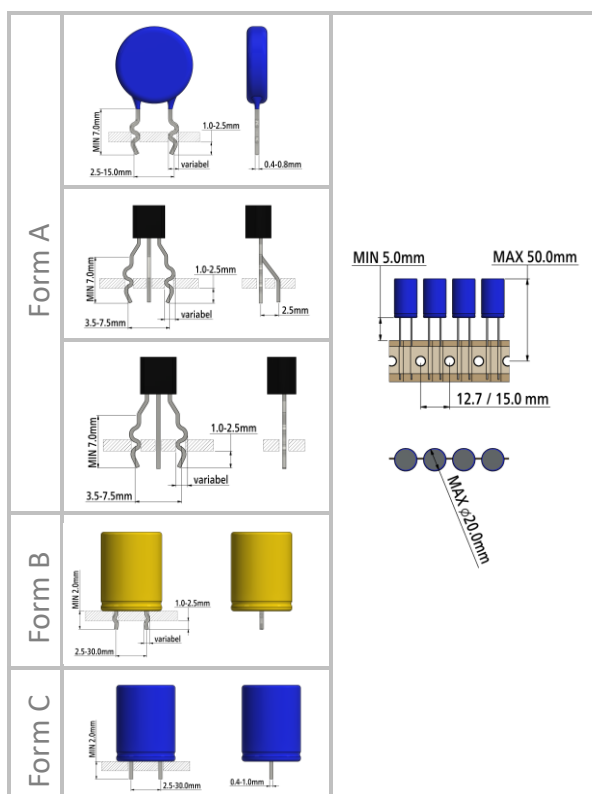 Form A
MIN 7.0mm
1.0-2.5mm
variabel
2.5-15.0mm
0.4-0.8mm
MIN 7.0mm
1.0-2.5mm
variabel
3.5-7.5mm
2.5mm
MIN 7.0mm
1.0-2.5mm
variabel
3.5-7.5mm
Form B
MIN 2.0mm
1.0-2.5mm
variabel
2.5-30.0mm
Form C
MIN 2.0mm
2.5-30.0mm
0.4-1.0mm
MIN 5.0mm
MAX 50.0mm
12.7 / 15.0 mm
MAX ø20.0mm